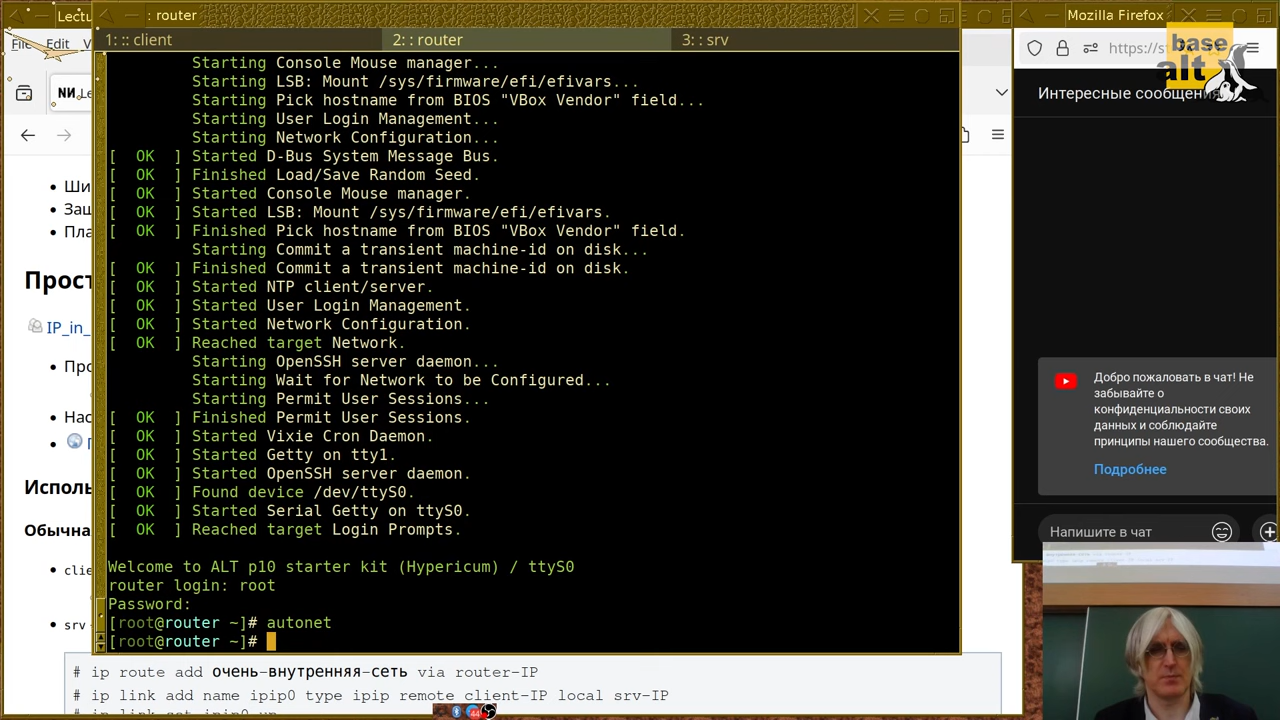 Lectu
: router
Mozilla Firefox
1: :: client
2: : router
3: : srv
File Edit V
https://s
base
alt
Интересные сообщения
Starting Console Mouse manager...
Starting LSB: Mount /sys/firmware/efi/efivars...
Starting Pick hostname from BIOS "VBox Vendor" field...
Starting User Login Management...
Starting Network Configuration...
[ OK ] Started D-Bus System Message Bus.
[ OK ] Finished Load/Save Random Seed.
[ OK ] Started Console Mouse manager.
[ OK ] Started LSB: Mount /sys/firmware/efi/efivars.
[ OK ] Finished Pick hostname from BIOS "VBox Vendor" field.
Starting Commit a transient machine-id on disk...
[ OK ] Finished Commit a transient machine-id on disk.
[ OK ] Started NTP client/server.
[ OK ] Started User Login Management.
[ OK ] Started Network Configuration.
[ OK ] Reached target Network.
Starting OpenSSH server daemon...
Starting Wait for Network to be Configured...
Starting Permit User Sessions...
[ OK ] Finished Permit User Sessions.
[ OK ] Started Vixie Cron Daemon.
[ OK ] Started Getty on tty1.
[ OK ] Started OpenSSH server daemon.
[ OK ] Found device /dev/ttyS0.
[ OK ] Started Serial Getty on ttyS0.
[ OK ] Reached target Login Prompts.
Welcome to ALT p10 starter kit (Hypericum) / ttyS0
router login: root
Password:
[root@router ~]# autonet
[root@router ~]#
Ши
Защ
Пла
Прост
IP_in_
Про
Нас
Исполь
Обычна
clie
srv
# ip route add очень-внутренняя-сеть via router-IP
# ip link add name ipip0 type ipip remote client-IP local srv-IP
# ip link set ipip0 up
Добро пожаловать в чат! Не
забывайте о
конфиденциальности своих
данных и соблюдайте
принципы нашего сообщества.
Подробнее
Напишите в чат
44